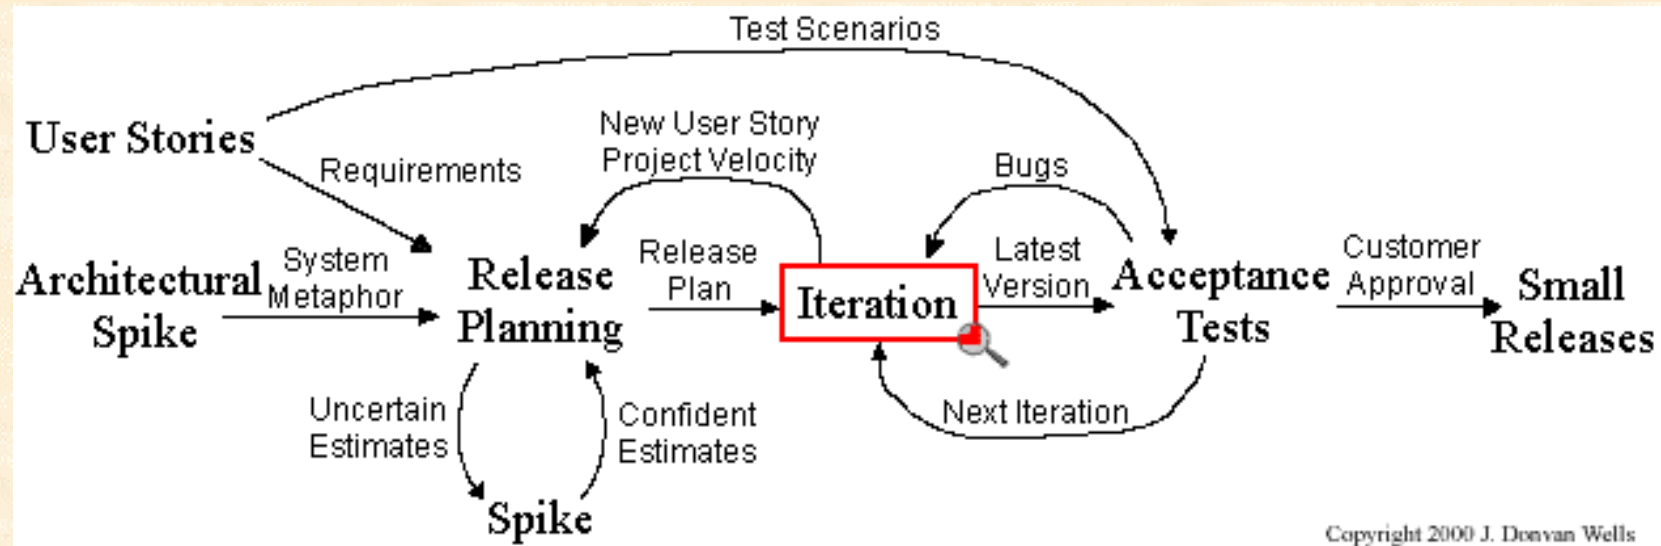 Test Scenarios
User Stories
Requirements
New User Story
Project Velocity
Bugs
Architectural
Spike
System
Metaphor
Release
Planning
Release
Plan
Iteration
Latest
Version
Acceptance
Tests
Customer
Approval
Small
Releases
Uncertain
Estimates
Confident
Estimates
Next Iteration
Spike
Copyright 2000 J. Donvan Wells